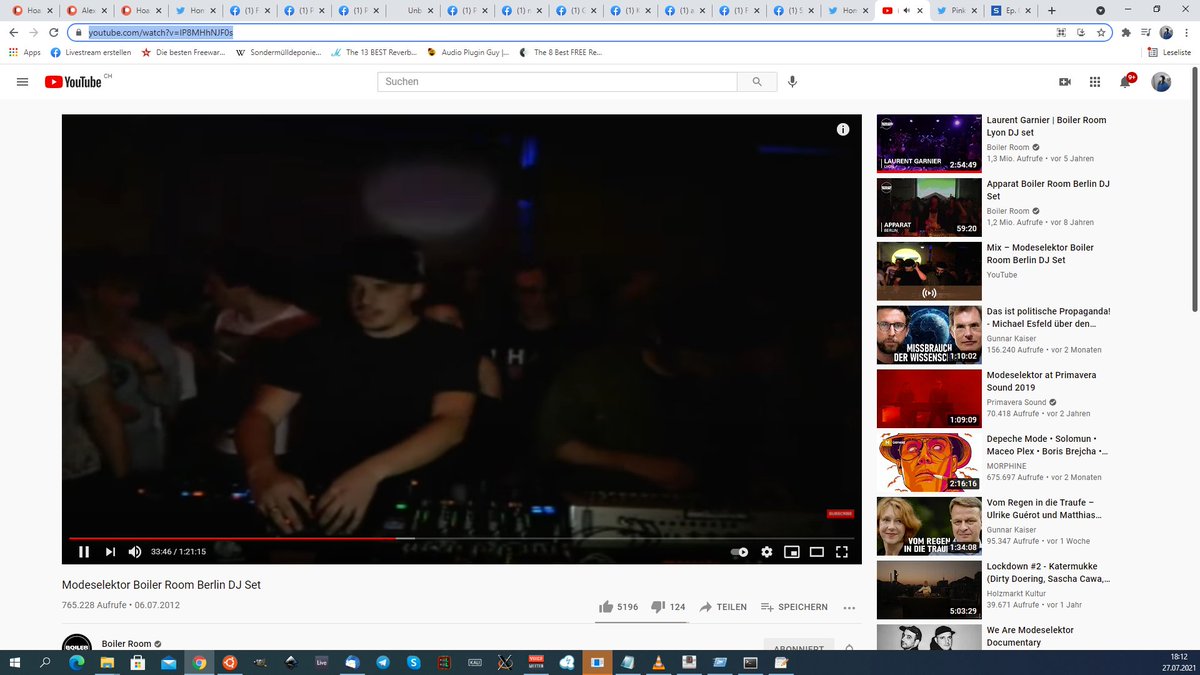 Hoa
Alex
Hoa
Hom
(1) F
(1) P
(1) P
Unb
(1) P
(1) n
(1) C
(1) K
(1) a
(1) F
(1) S
Hom
Pink
Ep. 
youtube.com/watch?v=IP8MHhNJF0s
Apps
Livestream erstellen
Die besten Freewar...
Sondermülldeponie...
The 13 BEST Reverb...
Audio Plugin Guy |...
The 8 Best FREE Re...
Leseliste
YouTube CH
Suchen
9+
SUBSCRIBE
33:46 / 1:21:15
Modeselektor Boiler Room Berlin DJ Set
765.228 Aufrufe • 06.07.2012
5196
124
TEILEN
SPEICHERN
BOILER
Boiler Room
ABONNIERT
LAURENT GARNIER
LYON
2:54:49
Laurent Garnier | Boiler Room
Lyon DJ set
Boiler Room
1,3 Mio. Aufrufe • vor 5 Jahren
APPARAT
BERLIN
59:20
Apparat Boiler Room Berlin DJ
Set
Boiler Room
1,2 Mio. Aufrufe • vor 8 Jahren
Mix – Modeselektor Boiler
Room Berlin DJ Set
YouTube
MISSBRAUCH
DER WISSENSCH
1:10:02
Das ist politische Propaganda!
- Michael Esfeld über den...
Gunnar Kaiser
156.240 Aufrufe • vor 2 Monaten
1:09:09
Modeselektor at Primavera
Sound 2019
Primavera Sound
70.418 Aufrufe • vor 2 Jahren
2:16:16
Depeche Mode • Solomun •
Maceo Plex • Boris Brejcha •...
MORPHINE
675.697 Aufrufe • vor 2 Monaten
VOM REGEN
IN DIE TRAUF
1:34:08
Vom Regen in die Traufe –
Ulrike Guérot und Matthias...
Gunnar Kaiser
95.347 Aufrufe • vor 1 Woche
5:03:29
Lockdown #2 - Katermukke
(Dirty Doering, Sascha Cawa,...
Holzmarkt Kultur
39.671 Aufrufe • vor 1 Jahr
We Are Modeselektor
Documentary
Live
18:12
27.07.2021